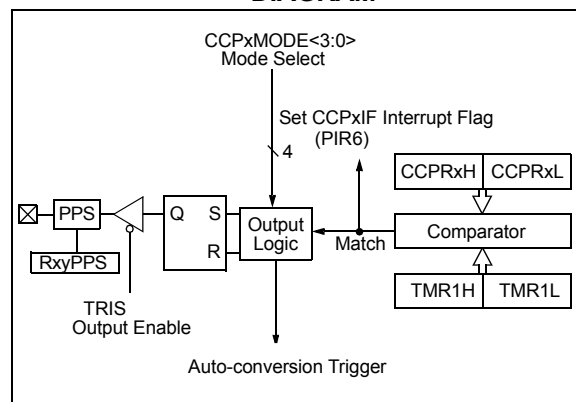 CCPxMODE<3:0>
Mode Select
Set CCPxIF Interrupt Flag
(PIR6)
4
CCPRxH CCPRxL
PPS
Q S
R
Output
Logic
Match
Comparator
RxyPPS
TRIS
Output Enable
TMR1H TMR1L
Auto-conversion Trigger